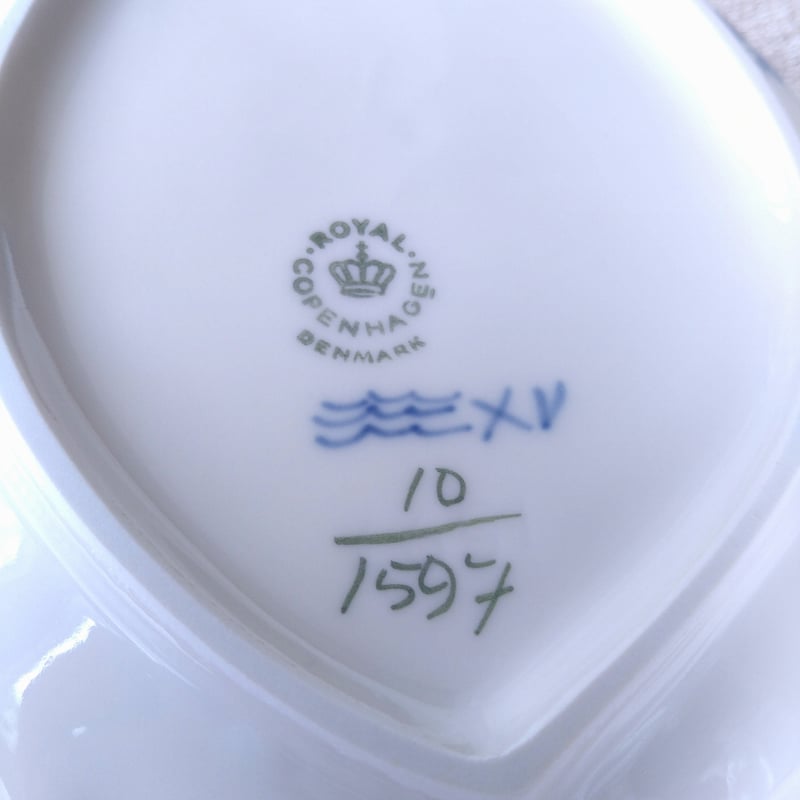 ROYAL
COPENHAGEN
DENMARK
XV
10
1597